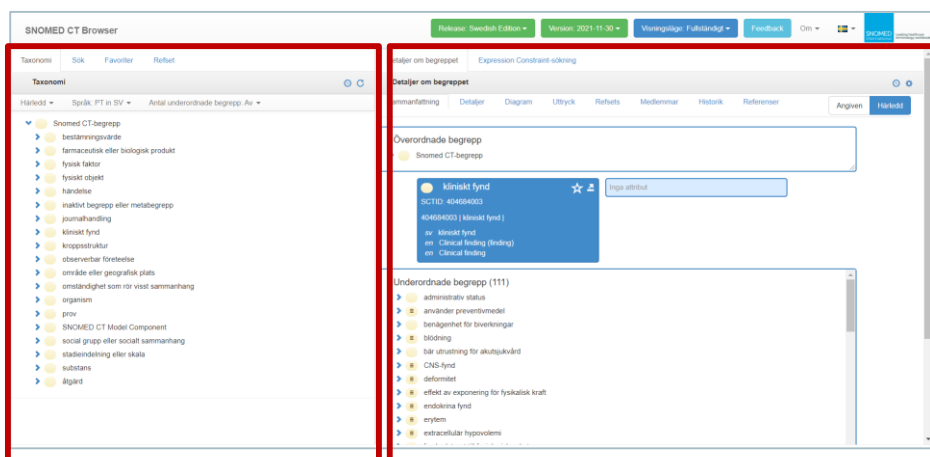 SNOMED CT Browser
Release: Swedish Edition
Version: 2021-11-30
Visningsläge: Fullständigt
Feedback
Om
SNOMED
International
Taxonomi Sök Favoriter Refset
Taxonomi
Härledd Språk: PT in SV Antal underordnade begrepp: Av
Snomed CT-begrepp
bestämningsvärde
farmaceutisk eller biologisk produkt
fysisk faktor
fysiskt objekt
händelse
inaktivt begrepp eller metabegrepp
journalhandling
kliniskt fynd
kroppsstruktur
observerbar företeelse
område eller geografisk plats
omständighet som rör visst sammanhang
organism
prov
SNOMED CT Model Component
social grupp eller socialt sammanhang
stadieindelning eller skala
substans
åtgärd
etaljer om begreppet Expression Constraint-sökning
Detaljer om begreppet
ammanfattning Detaljer Diagram Uttryck Refsets Medlemmar Historik Referenser
Angiven Härledd
Överordnade begrepp
Snomed CT-begrepp
kliniskt fynd
SCTID: 404684003
404684003 | kliniskt fynd |
sv kliniskt fynd
en Clinical finding (finding)
en Clinical finding
Inga attribut
Underordnade begrepp (111)
administrativ status
använder preventivmedel
benägenhet för biverkningar
blödning
bär utrustning för akutsjukvård
CNS-fynd
deformitet
effekt av exponering för fysikalisk kraft
endokrina fynd
erytem
extracellulär hypovolemi